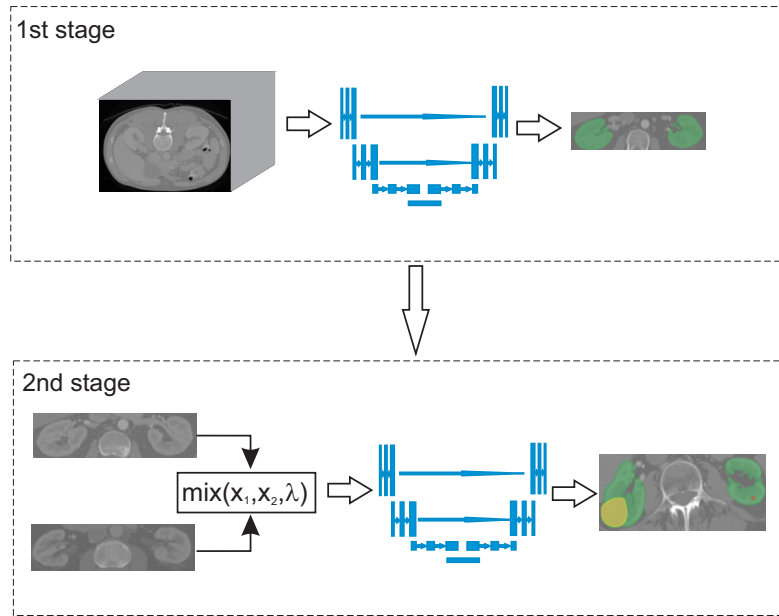 1st stage
2nd stage
mix(x₁,x₂,λ)